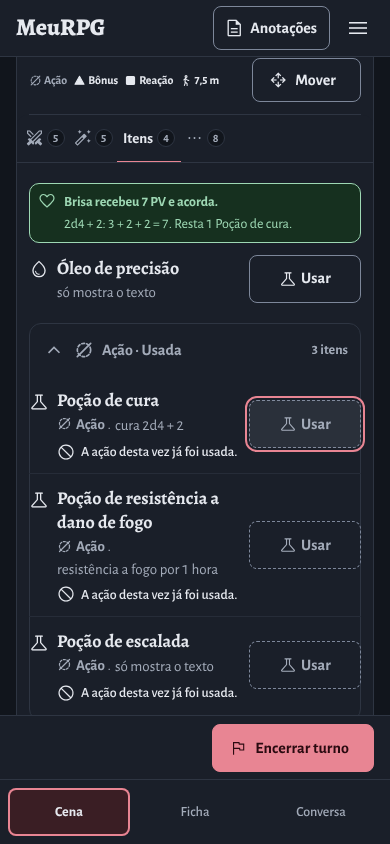 MeuRPG
Anotações
Ação Bônus Reação 7,5 m
Mover
5 5 Itens 4 ··· 8
Brisa recebeu 7 PV e acorda.
2d4 + 2: 3 + 2 + 2 = 7. Resta 1 Poção de cura.
Óleo de precisão
só mostra o texto
Usar
Ação · Usada
3 itens
Poção de cura
Ação . cura 2d4 + 2
A ação desta vez já foi usada.
Usar
Poção de resistência a
dano de fogo
Ação .
resistência a fogo por 1 hora
A ação desta vez já foi usada.
Usar
Poção de escalada
Ação . só mostra o texto
A ação desta vez já foi usada.
Usar
Encerrar turno
Cena
Ficha
Conversa